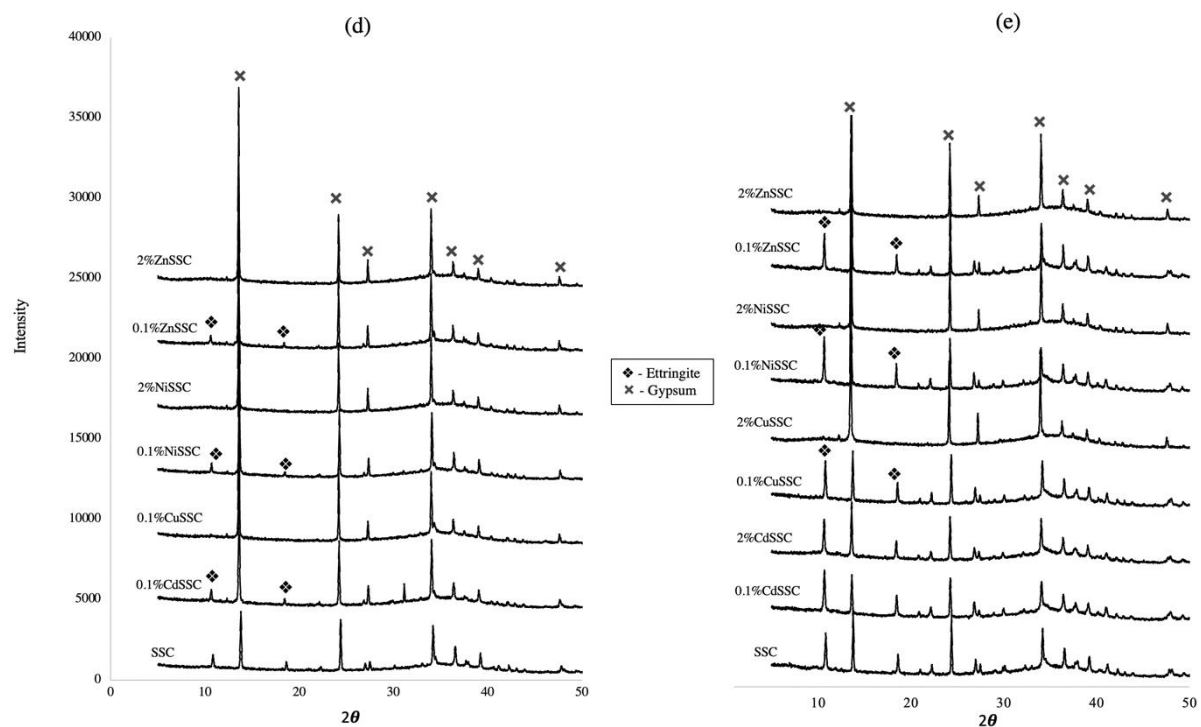 (d)
40000
35000
30000
25000
20000
15000
10000
5000
0
Intensity
2%ZnSSC
0.1%ZnSSC
2%NiSSC
0.1%NiSSC
0.1%CuSSC
0.1%CdSSC
SSC
0 10 20 30 40 50
2θ
❖ - Ettringite
× - Gypsum
(e)
2%ZnSSC
0.1%ZnSSC
2%NiSSC
0.1%NiSSC
2%CuSSC
0.1%CuSSC
2%CdSSC
0.1%CdSSC
SSC
10 20 30 40 50
2θ